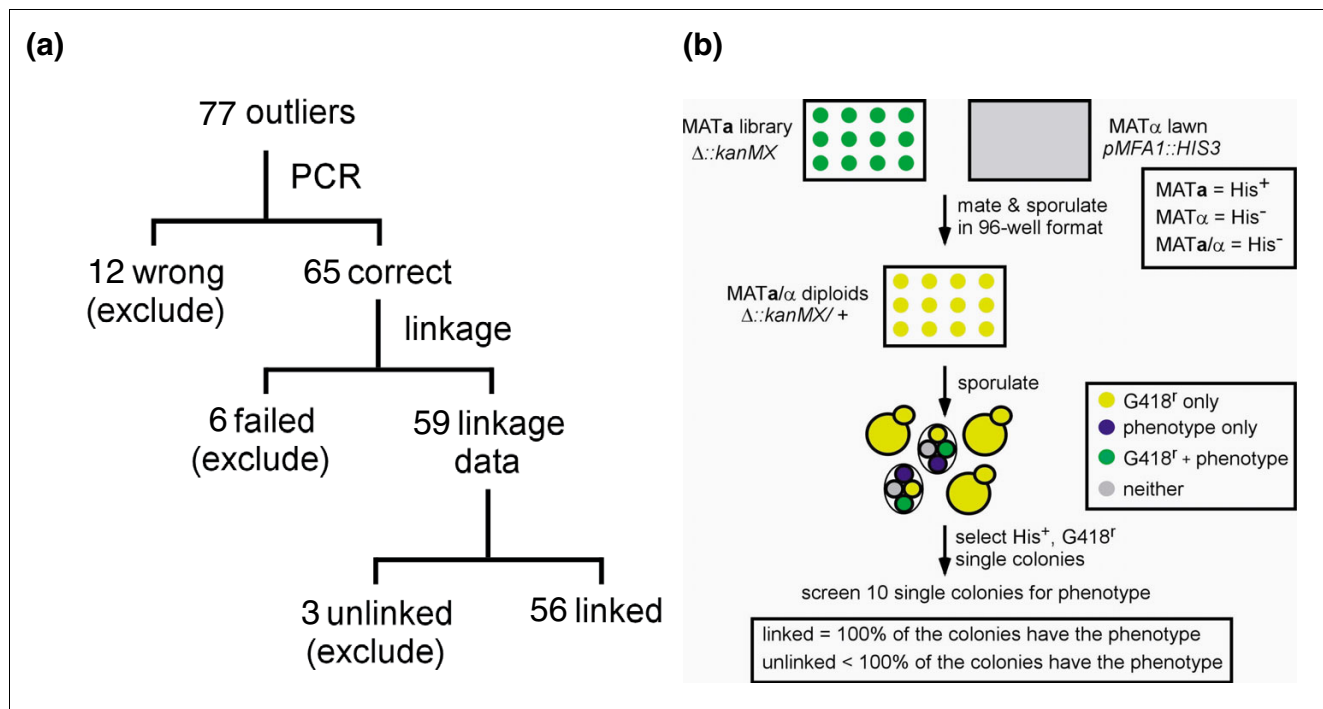 (a)
77 outliers
PCR
12 wrong
(exclude)
65 correct
linkage
6 failed
(exclude)
59 linkage
data
3 unlinked
(exclude)
56 linked
(b)
MATa library
Δ::kanMX
MATα lawn
pMFA1::HIS3
MATa = His⁺
MATα = His⁻
MATa/α = His⁻
mate & sporulate
in 96-well format
MATa/α diploids
Δ::kanMX/ +
sporulate
G418ʳ only
phenotype only
G418ʳ + phenotype
neither
select His⁺, G418ʳ
single colonies
screen 10 single colonies for phenotype
linked = 100% of the colonies have the phenotype
unlinked < 100% of the colonies have the phenotype